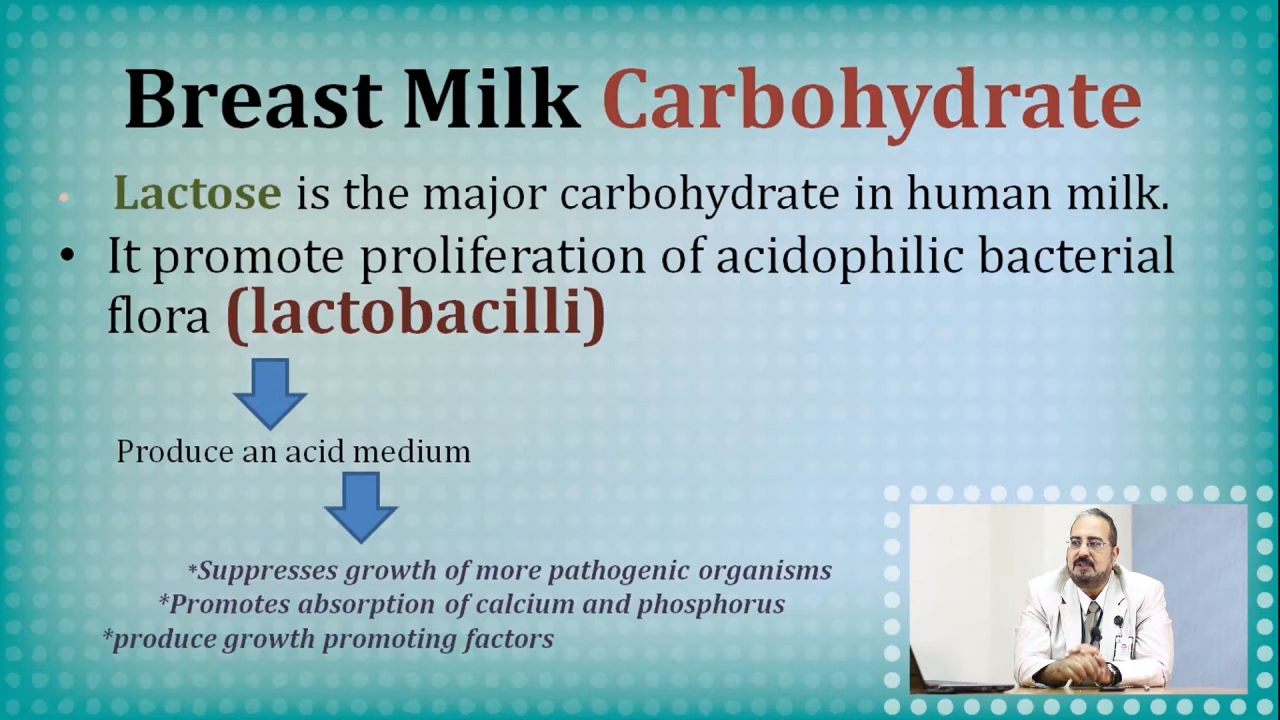 Breast Milk Carbohydrate
• Lactose is the major carbohydrate in human milk.
• It promote proliferation of acidophilic bacterial
flora (lactobacilli)
Produce an acid medium
*Suppresses growth of more pathogenic organisms
*Promotes absorption of calcium and phosphorus
*produce growth promoting factors